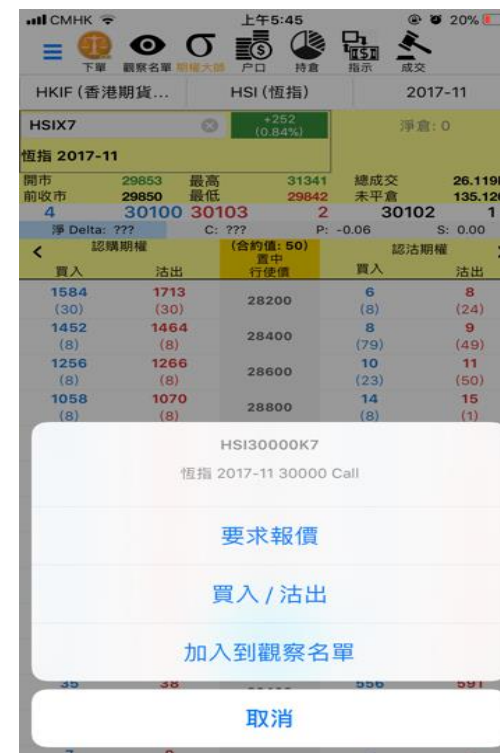 CMHK 上午5:45 20%
下單 觀察名單 期權大師 戶口 持倉 指示 成交
HKIF (香港期貨... HSI (恆指) 2017-11
HSIX7 +252 淨倉: 0
(0.84%)
恆指 2017-11
開市 29853 最高 31341 總成交 26.119
前收市 29850 最低 29842 未平倉 135.120
4 30100 30103 2 30102 1
淨 Delta: ??? C: ??? P: -0.06 S: 0.00
認購期權 (合約值: 50) 認沽期權
置中
買入 沽出 行使價 買入 沽出
1584 1713 28200 6 8
(30) (30) (8) (24)
1452 1464 28400 8 9
(8) (8) (79) (49)
1256 1266 28600 10 11
(8) (8) (23) (50)
1058 1070 28800 14 15
(8) (8) (8) (1)
HSI30000K7
恆指 2017-11 30000 Call
要求報價
買入 / 沽出
加入到觀察名單
35 38 556 591
取消